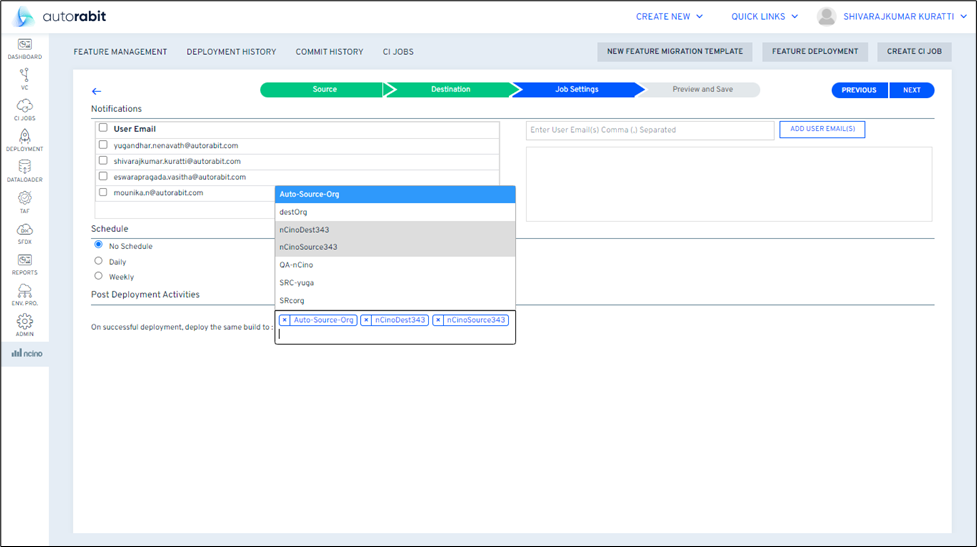 autorabit
CREATE NEW
QUICK LINKS
SHIVARAJKUMAR KURATTI
DASHBOARD
VC
CI JOBS
DEPLOYMENT
DATALOADER
TAF
SFDX
REPORTS
ENV. PRO.
ADMIN
ncino
FEATURE MANAGEMENT
DEPLOYMENT HISTORY
COMMIT HISTORY
CI JOBS
NEW FEATURE MIGRATION TEMPLATE
FEATURE DEPLOYMENT
CREATE CI JOB
Source
Destination
Job Settings
Preview and Save
PREVIOUS
NEXT
Notifications
User Email
yugandhar.nenavath@autorabit.com
shivarajkumar.kuratti@autorabit.com
eswarapragada.vasitha@autorabit.com
mounika.n@autorabit.com
Enter User Email(s) Comma (,) Separated
ADD USER EMAIL(S)
Schedule
No Schedule
Daily
Weekly
Post Deployment Activities
Auto-Source-Org
destOrg
nCinoDest343
nCinoSource343
QA-nCino
SRC-yuga
SRcorg
On successful deployment, deploy the same build to :
× Auto-Source-Org × nCinoDest343 × nCinoSource343